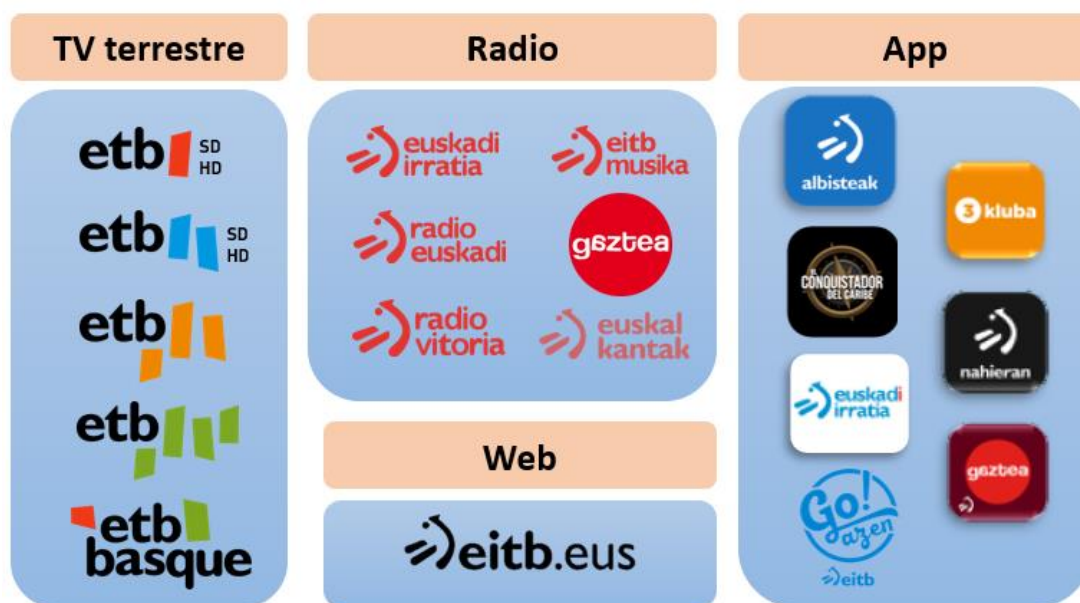 TV terrestre
etb SD
HD
etb SD
HD
etb
etb
etb
basque
Radio
euskadi
irratia
eitb
musika
radio
euskadi
gaztea
radio
vitoria
euskal
kantak
Web
eitb.eus
App
albisteak
3 kluba
EL
CONQUISTADOR
DEL CARIBE
nahieran
euskadi
irratia
gaztea
Go!
azen
eitb